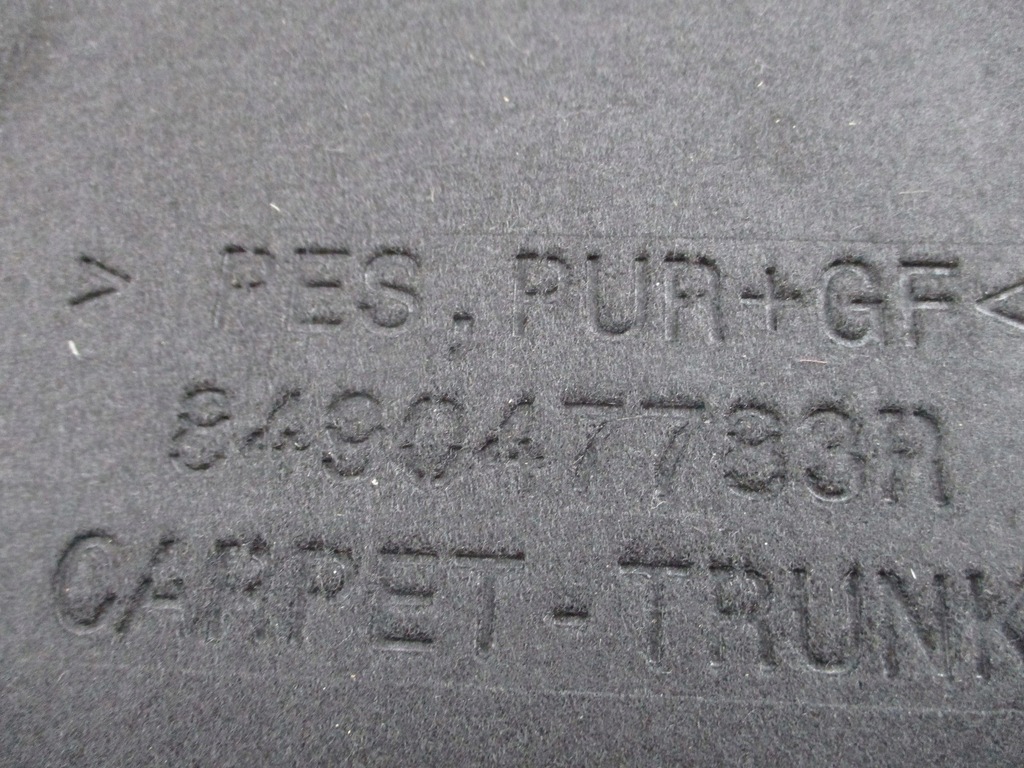 > PES,PUR+GF<
849047783R
CARPET-TRUNK